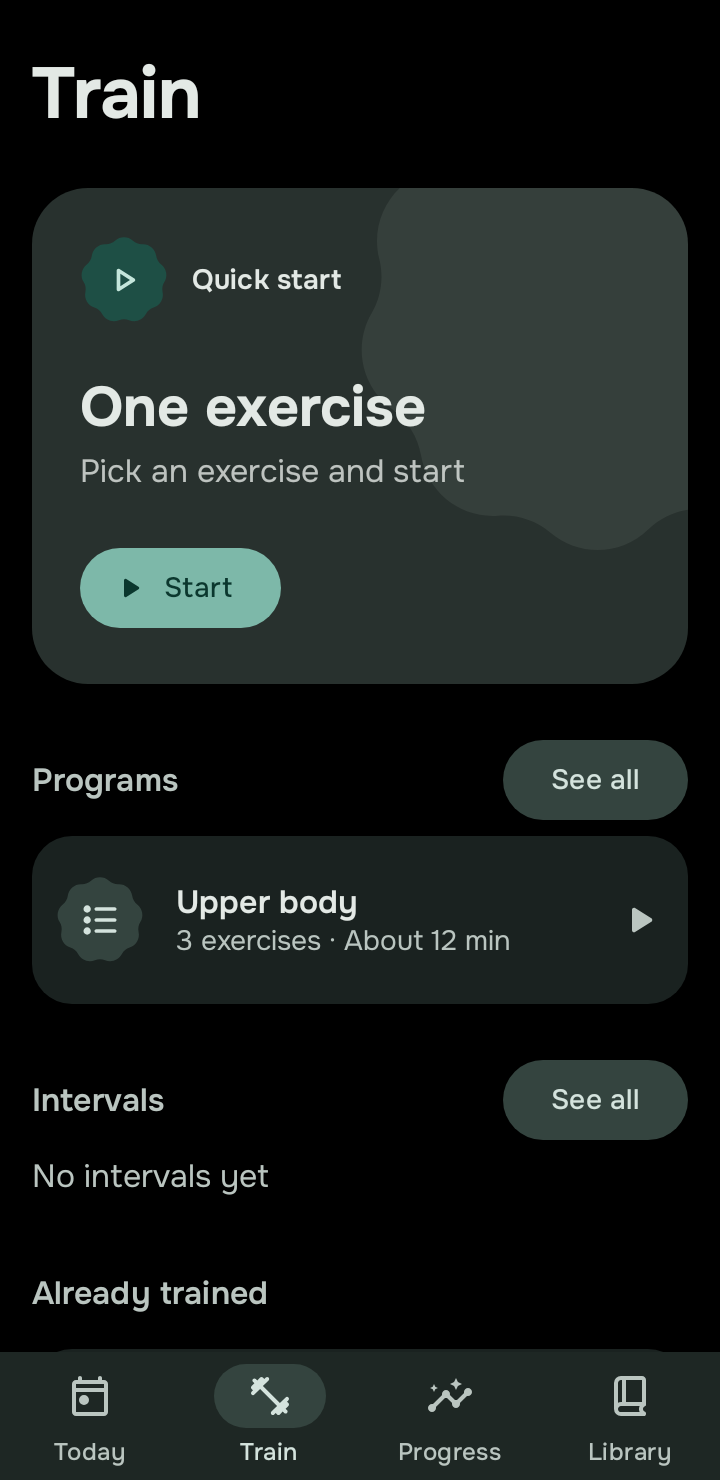 Train
Quick start
One exercise
Pick an exercise and start
Start
Programs
See all
Upper body
3 exercises · About 12 min
Intervals
See all
No intervals yet
Already trained
Today
Train
Progress
Library